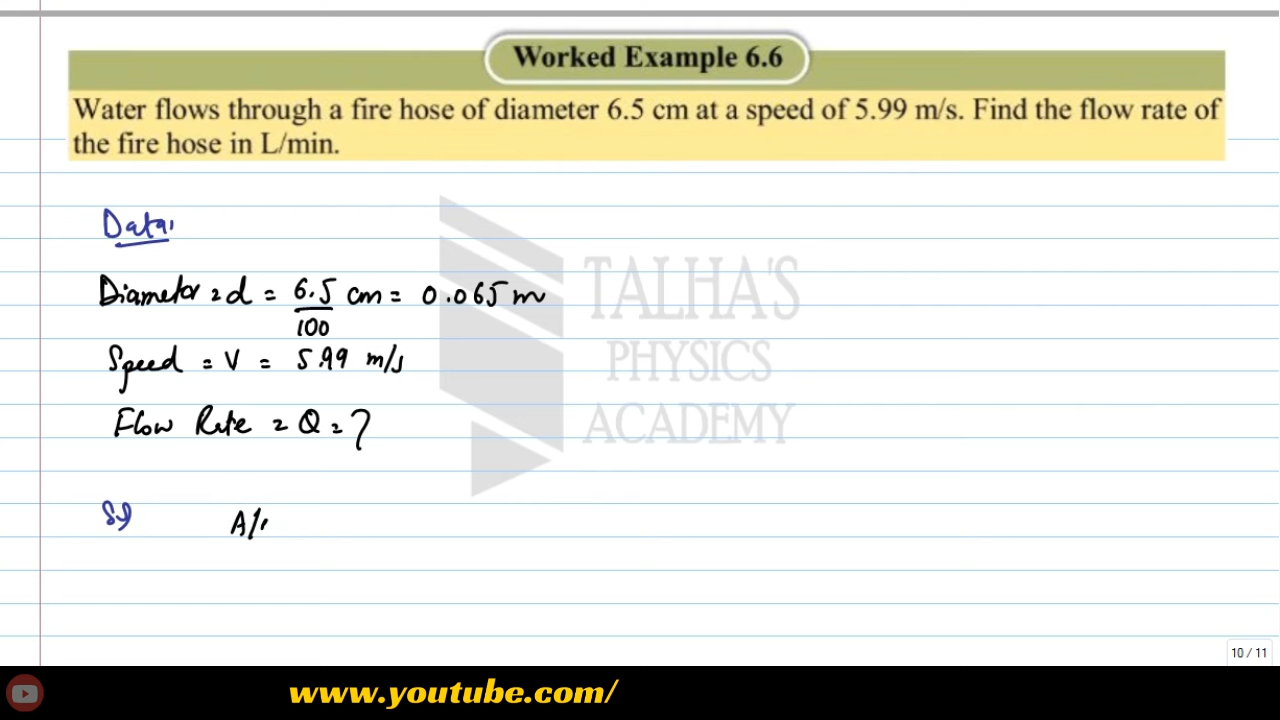 Worked Example 6.6
Water flows through a fire hose of diameter 6.5 cm at a speed of 5.99 m/s. Find the flow rate of
the fire hose in L/min.
Data:
Diameter = d = 6.5/100 cm = 0.065 m
Speed = V = 5.99 m/s
Flow Rate = Q = ?
Sol
A/c
TALHA'S
PHYSICS
ACADEMY
10 / 11
www.youtube.com/